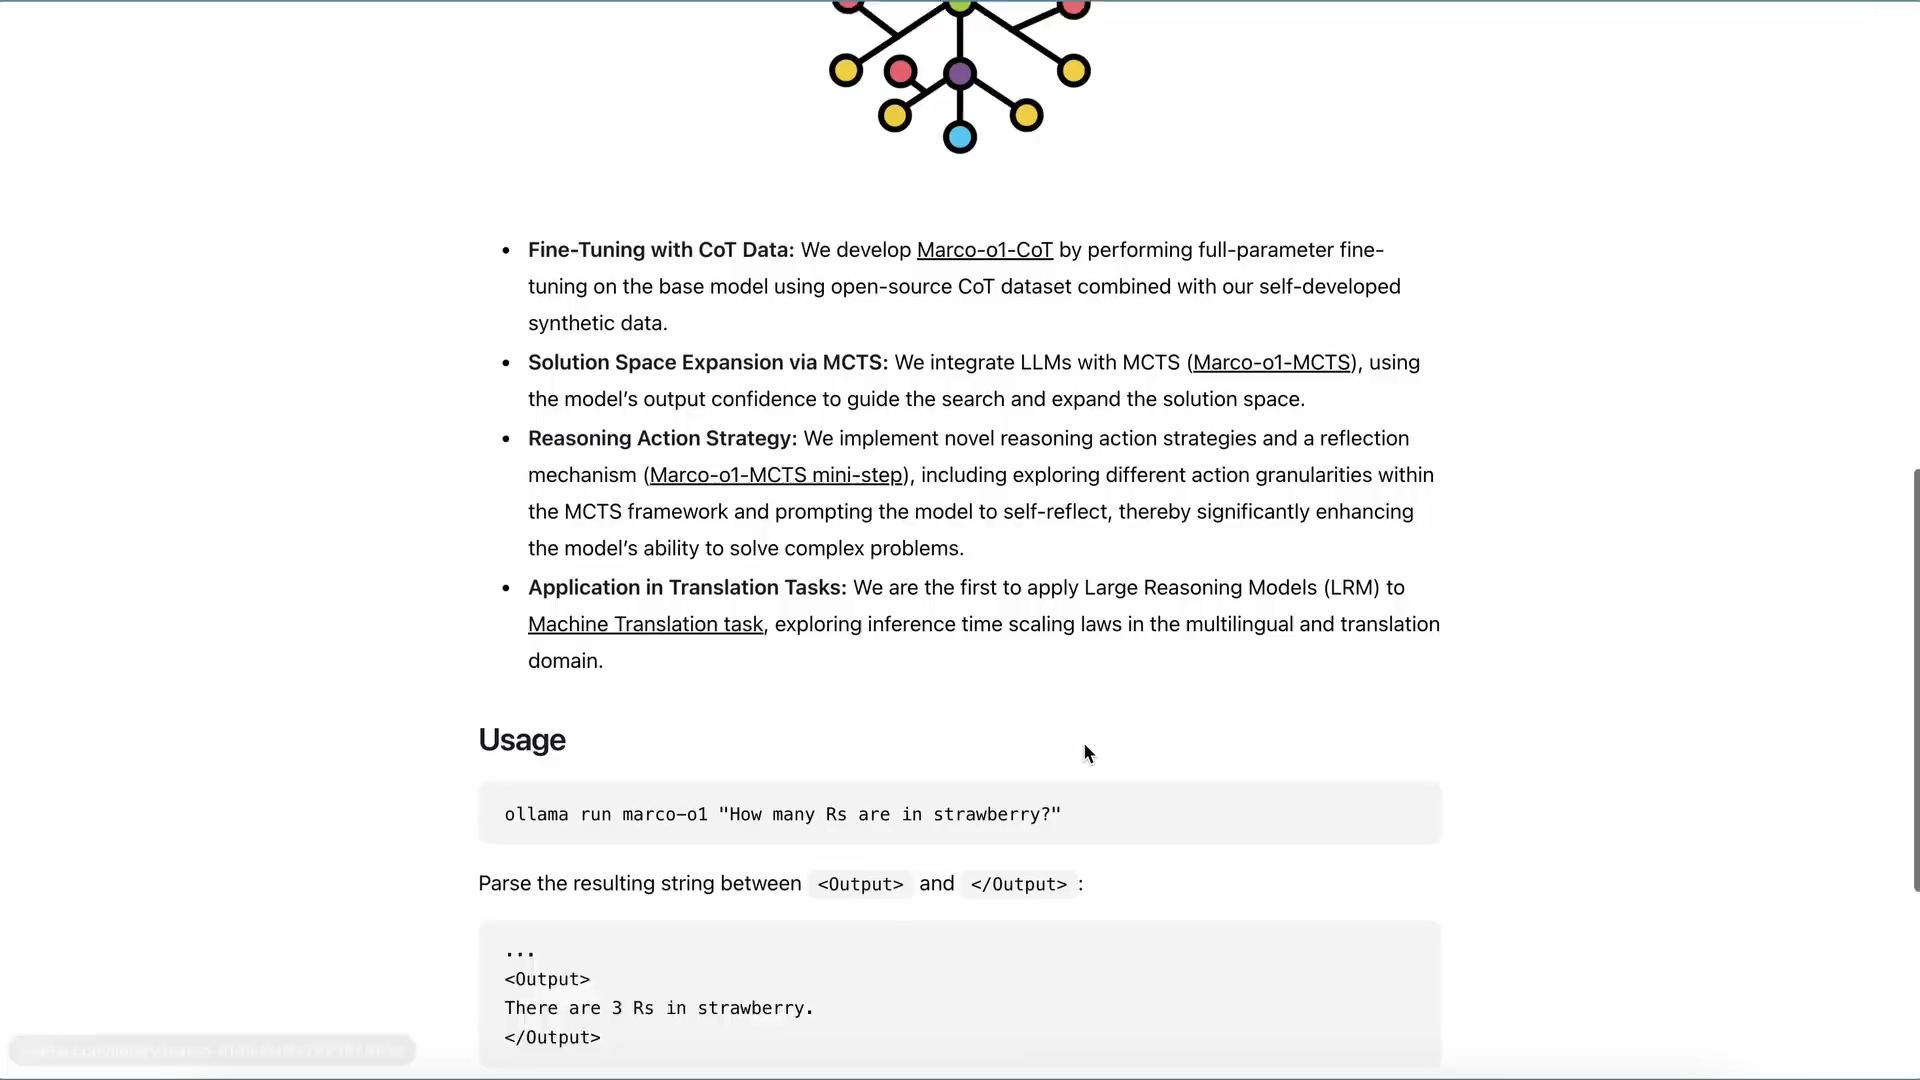 Fine-Tuning with CoT Data: We develop Marco-o1-CoT by performing full-parameter fine-
tuning on the base model using open-source CoT dataset combined with our self-developed
synthetic data.
Solution Space Expansion via MCTS: We integrate LLMs with MCTS (Marco-o1-MCTS), using
the model’s output confidence to guide the search and expand the solution space.
Reasoning Action Strategy: We implement novel reasoning action strategies and a reflection
mechanism (Marco-o1-MCTS mini-step), including exploring different action granularities within
the MCTS framework and prompting the model to self-reflect, thereby significantly enhancing
the model’s ability to solve complex problems.
Application in Translation Tasks: We are the first to apply Large Reasoning Models (LRM) to
Machine Translation task, exploring inference time scaling laws in the multilingual and translation
domain.
Usage
ollama run marco-o1 "How many Rs are in strawberry?"
Parse the resulting string between <Output> and </Output> :
...
<Output>
There are 3 Rs in strawberry.
</Output>